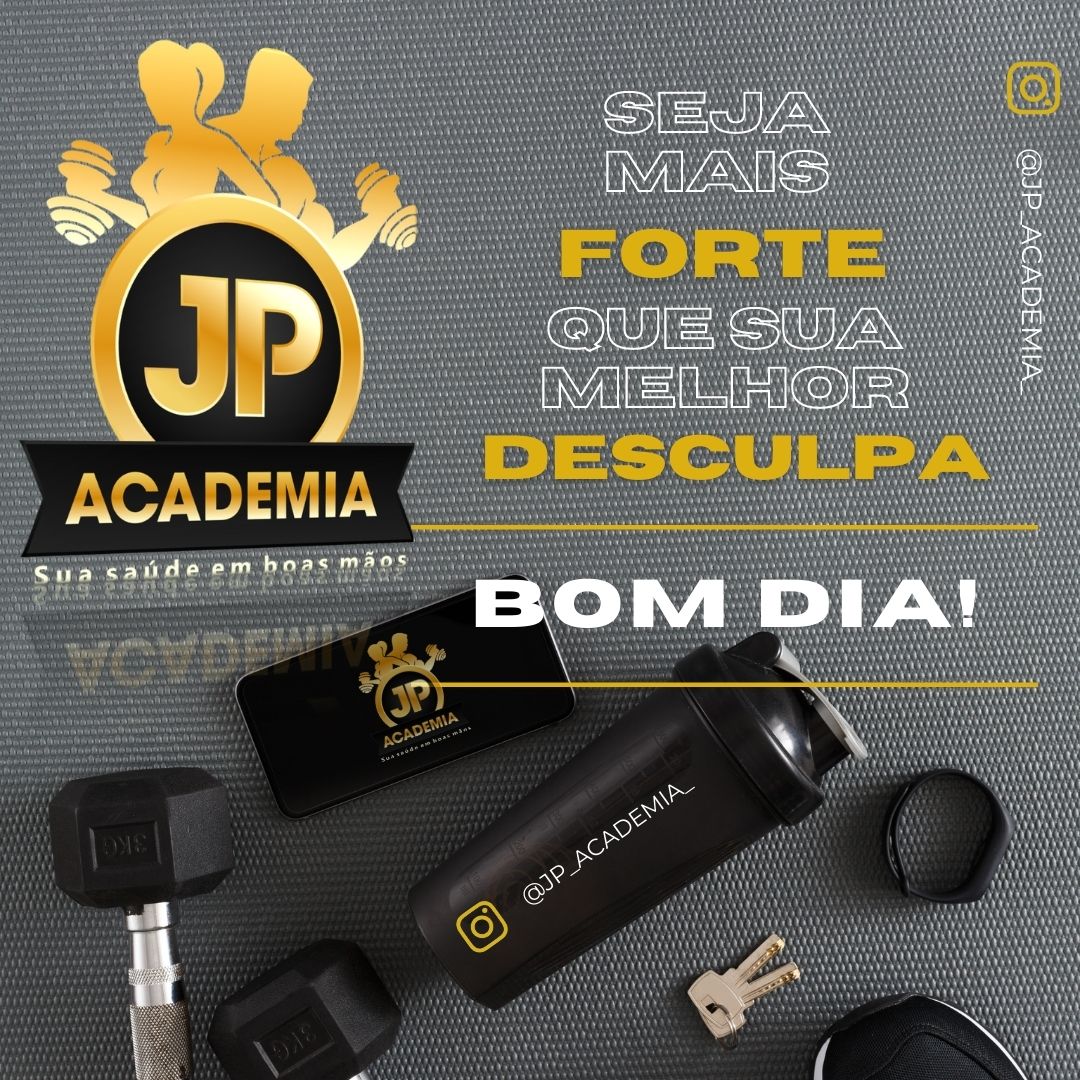 JP
ACADEMIA
Sua saúde em boas mãos
SEJA
MAIS
FORTE
QUE SUA
MELHOR
DESCULPA
BOM DIA!
@JP_ACADEMIA_
JP
ACADEMIA
Sua saúde em boas mãos
@JP_ACADEMIA_
3KG
3KG